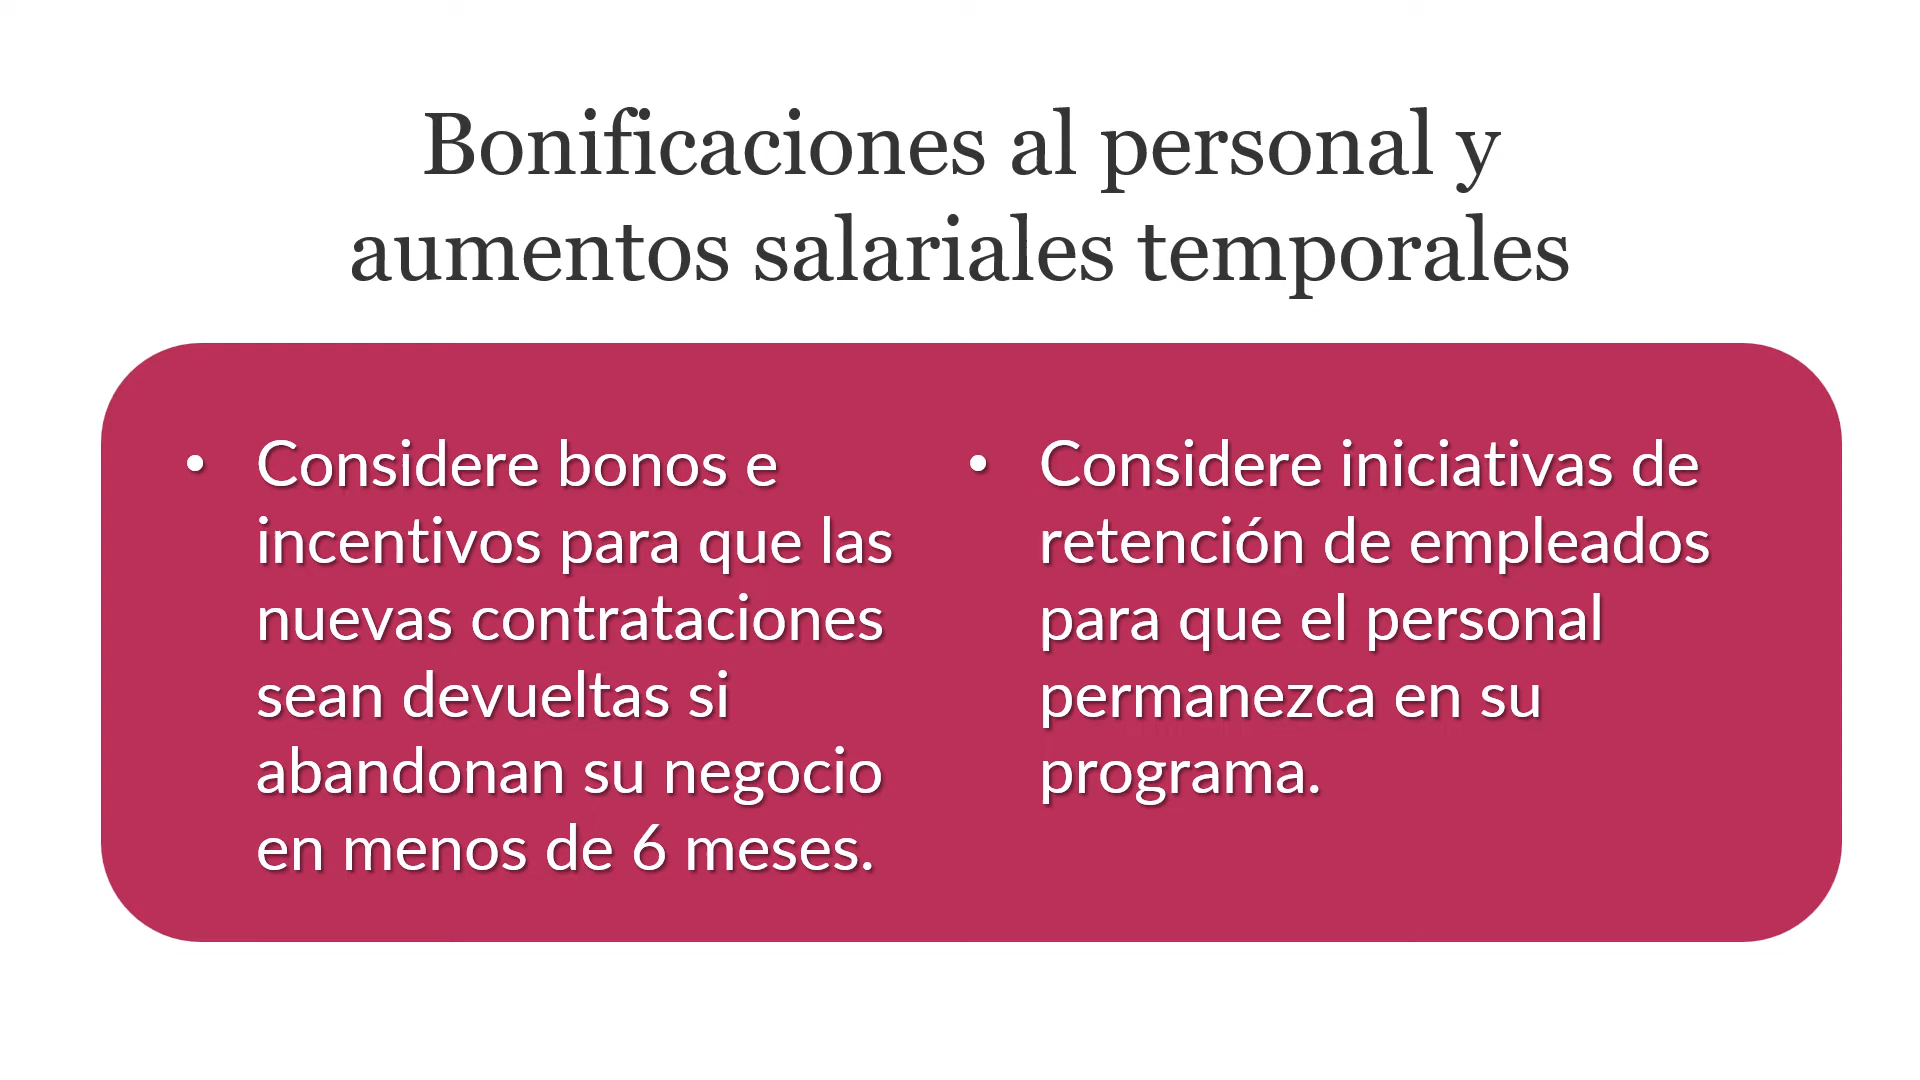 Bonificaciones al personal y
aumentos salariales temporales
• Considere bonos e
incentivos para que las
nuevas contrataciones
sean devueltas si
abandonan su negocio
en menos de 6 meses.
• Considere iniciativas de
retención de empleados
para que el personal
permanezca en su
programa.